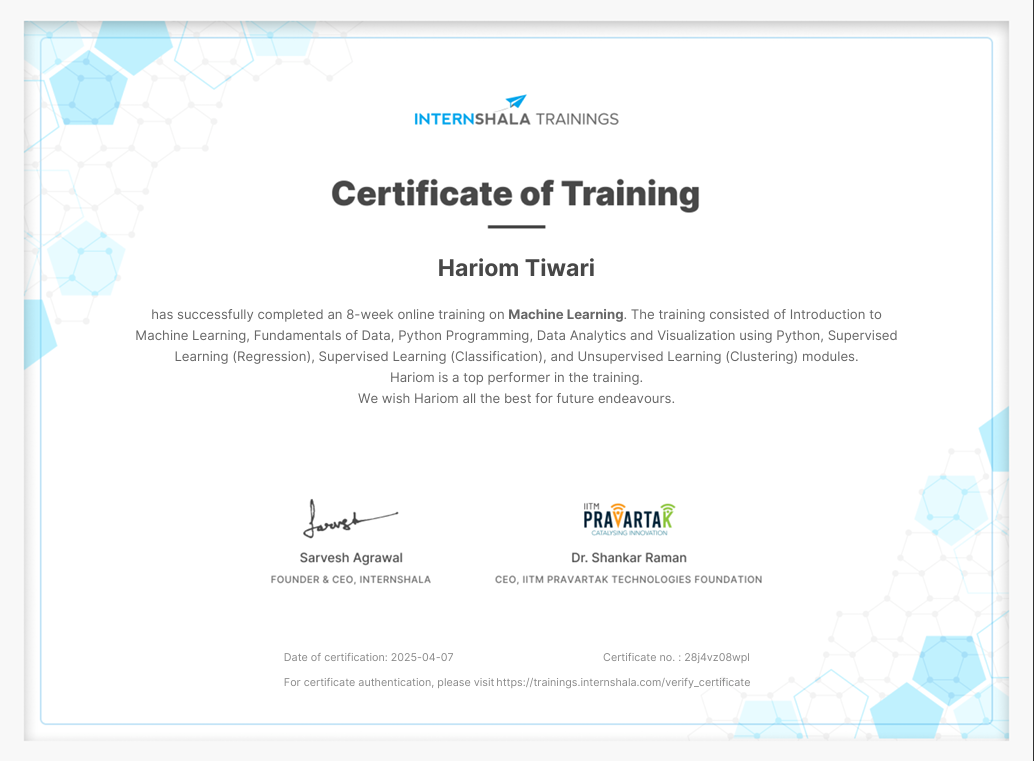 INTERNSHALA TRAININGS
Certificate of Training
Hariom Tiwari
has successfully completed an 8-week online training on Machine Learning. The training consisted of Introduction to
Machine Learning, Fundamentals of Data, Python Programming, Data Analytics and Visualization using Python, Supervised
Learning (Regression), Supervised Learning (Classification), and Unsupervised Learning (Clustering) modules.
Hariom is a top performer in the training.
We wish Hariom all the best for future endeavours.
Sarvesh
IITM
PRAVARTAK
CATALYSING INNOVATION
Sarvesh Agrawal
Dr. Shankar Raman
FOUNDER & CEO, INTERNSHALA
CEO, IITM PRAVARTAK TECHNOLOGIES FOUNDATION
Date of certification: 2025-04-07
Certificate no. : 28j4vz08wpl
For certificate authentication, please visit https://trainings.internshala.com/verify_certificate